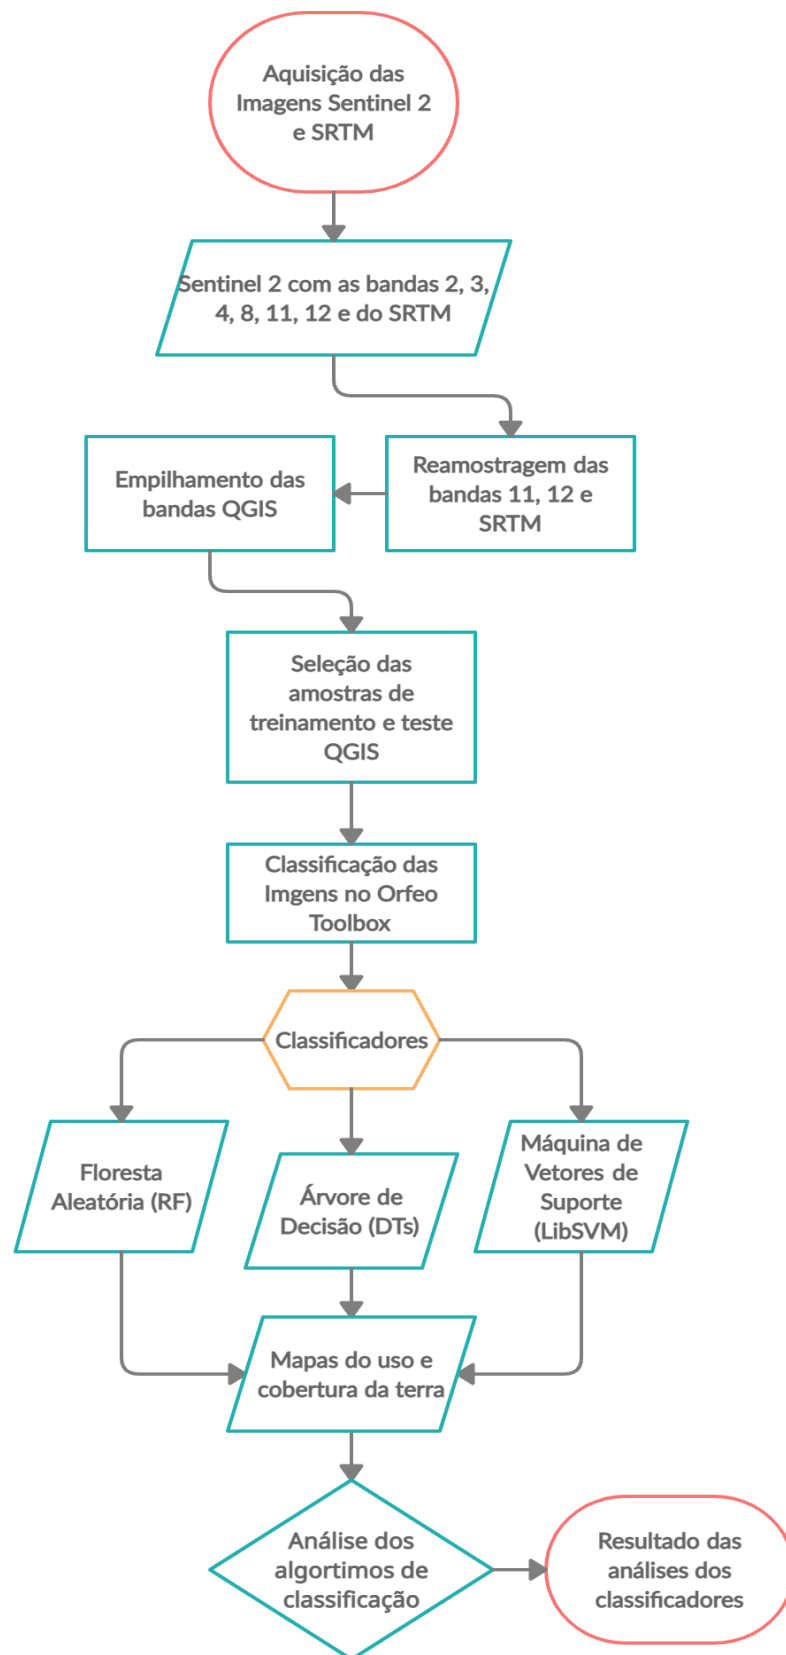 Aquisição das
Imagens Sentinel 2
e SRTM
Sentinel 2 com as bandas 2, 3,
4, 8, 11, 12 e do SRTM
Empilhamento das
bandas QGIS
Reamostragem das
bandas 11, 12 e
SRTM
Seleção das
amostras de
treinamento e teste
QGIS
Classificação das
Imgens no Orfeo
Toolbox
Classificadores
Floresta
Aleatória (RF)
Árvore de
Decisão (DTs)
Máquina de
Vetores de
Suporte
(LibSVM)
Mapas do uso e
cobertura da terra
Análise dos
algortimos de
classificação
Resultado das
análises dos
classificadores